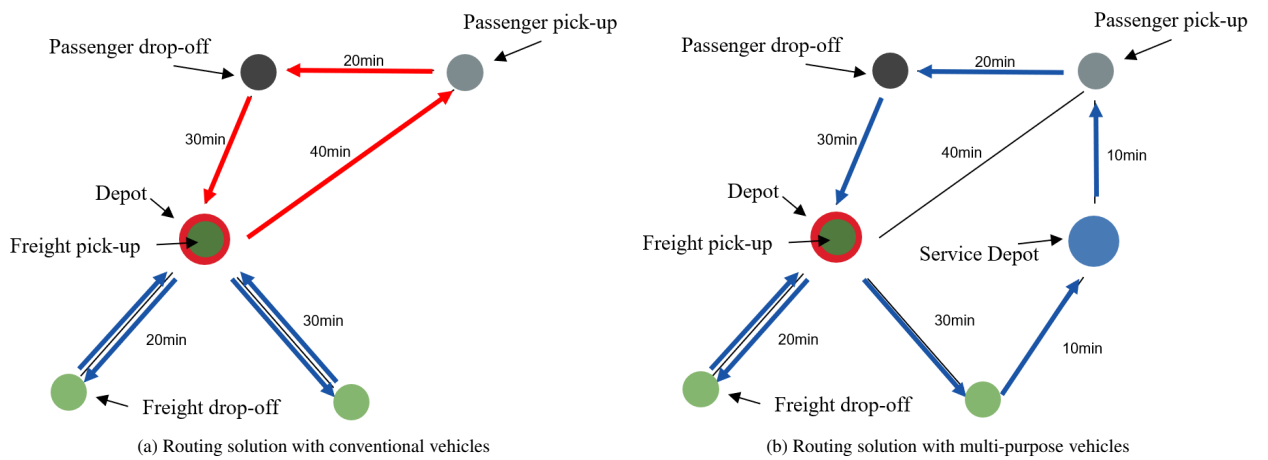 Passenger pick-up
Passenger drop-off
20min
30min
40min
Depot
Freight pick-up
20min
30min
Freight drop-off
(a) Routing solution with conventional vehicles
Passenger pick-up
Passenger drop-off
20min
30min
40min
10min
Depot
Freight pick-up
Service Depot
20min
30min
10min
Freight drop-off
(b) Routing solution with multi-purpose vehicles